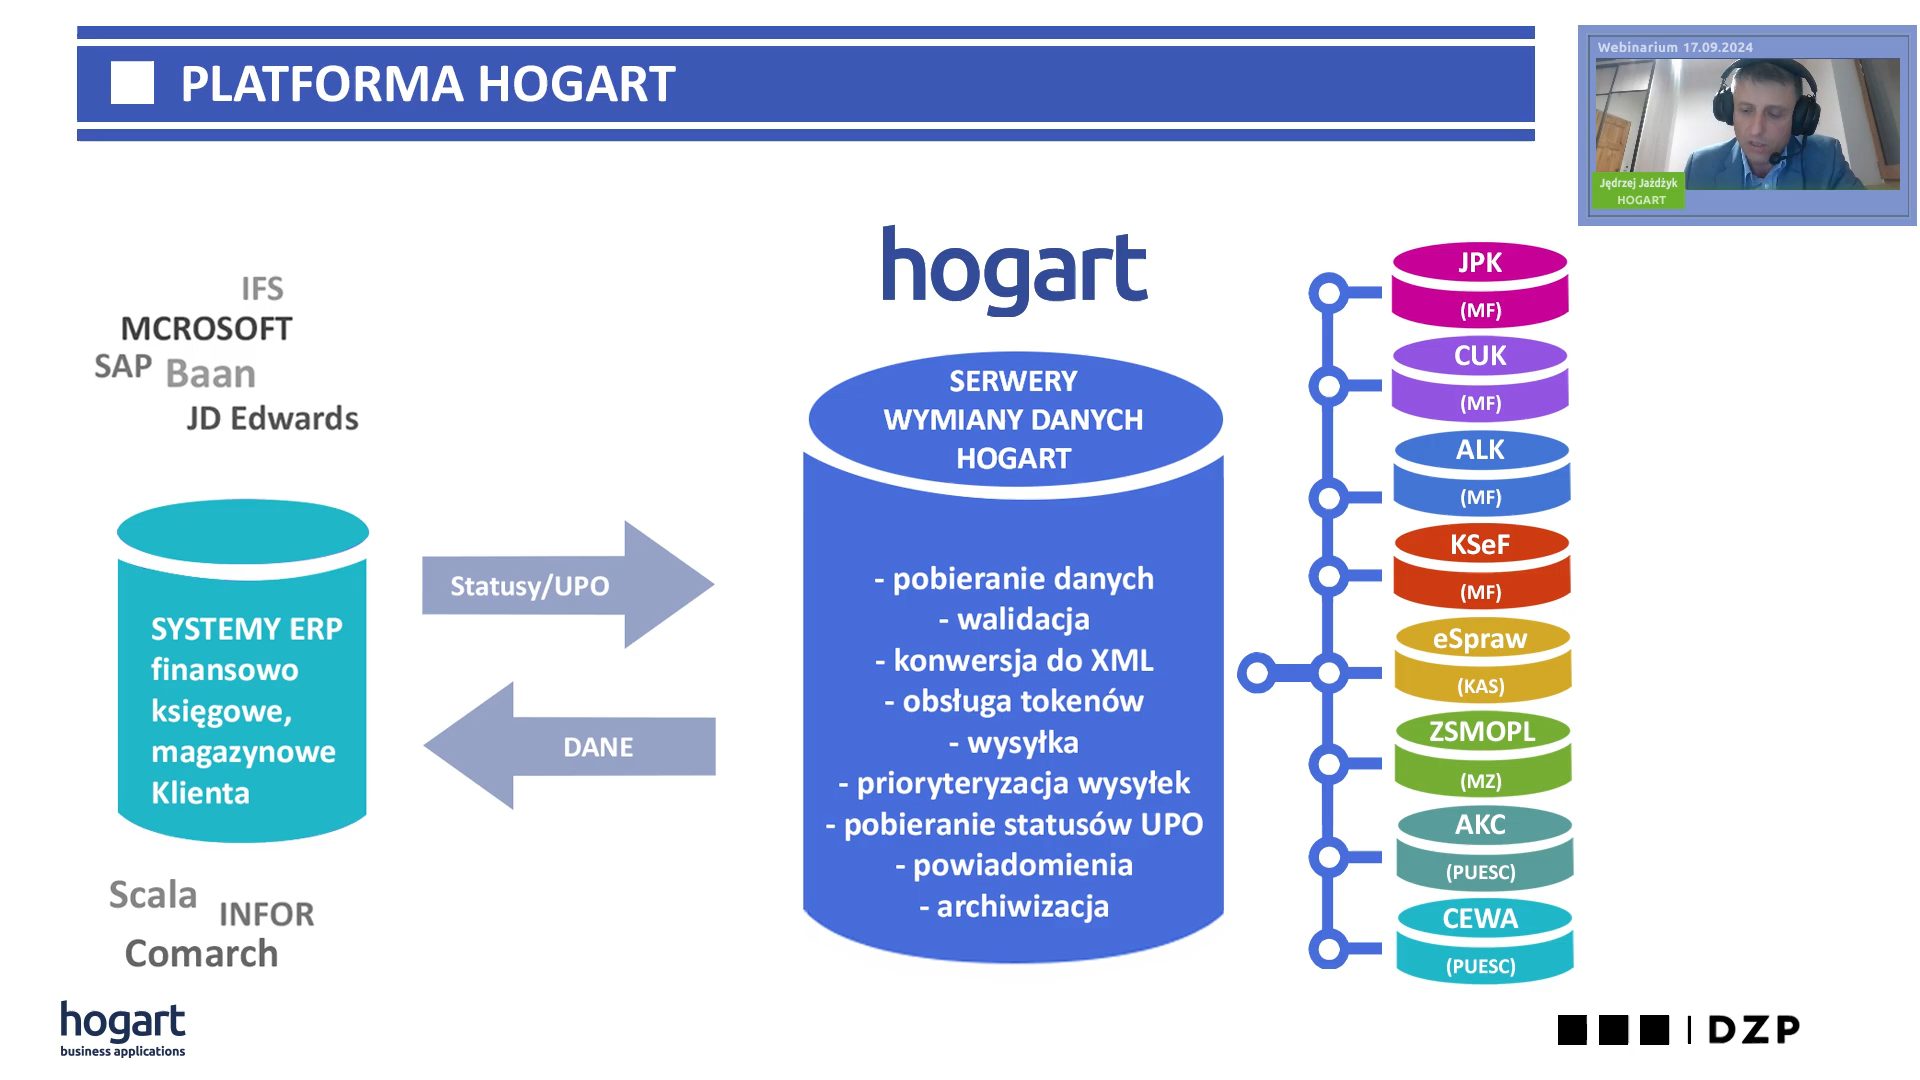 PLATFORMA HOGART
Webinarium 17.09.2024
Jędrzej Jażdżyk
HOGART
IFS
MCROSOFT
SAP Baan
JD Edwards
SYSTEMY ERP
finansowo
księgowe,
magazynowe
Klienta
Scala
INFOR
Comarch
Statusy/UPO
DANE
hogart
SERWERY
WYMIANY DANYCH
HOGART
- pobieranie danych
- walidacja
- konwersja do XML
- obsługa tokenów
- wysyłka
- prioryteryzacja wysyłek
- pobieranie statusów UPO
- powiadomienia
- archiwizacja
JPK
(MF)
CUK
(MF)
ALK
(MF)
KSeF
(MF)
eSpraw
(KAS)
ZSMOPL
(MZ)
AKC
(PUESC)
CEWA
(PUESC)
hogart
business applications
DZP